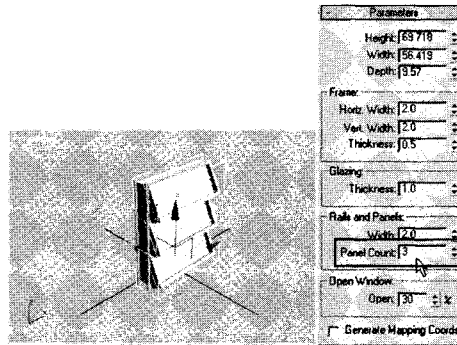 - Parameters
Height: 69.718
Width: 56.419
Depth: 9.57
Frame:
Horiz. Width: 2.0
Vert. Width: 2.0
Thickness: 0.5
Glazing:
Thickness: 1.0
Rails and Panels:
Width: 2.0
Panel Count: 3
Open Window:
Open: 30 %
Generate Mapping Coords